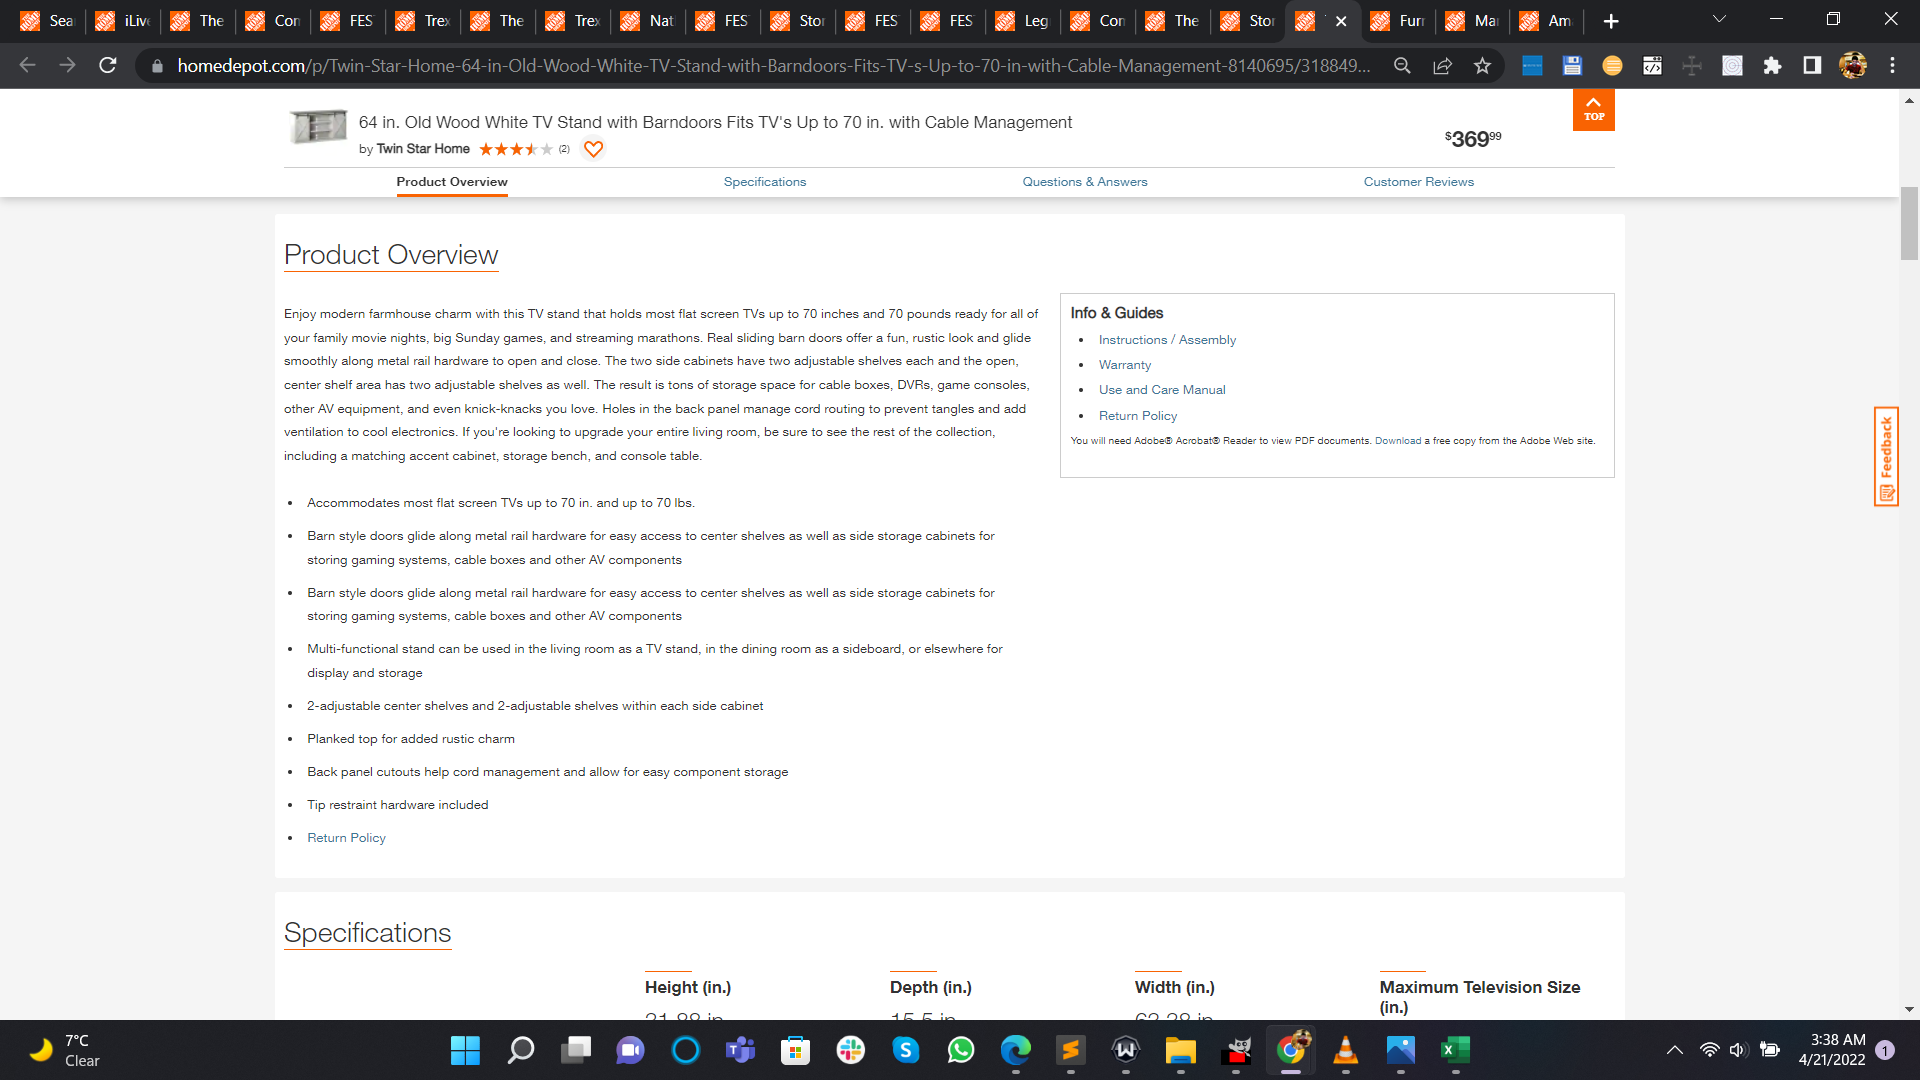 Sea
iLive
The
Con
FES
Trex
The
Trex
Nat
FES
Stor
FES
FES
Leg
Con
The
Stor
Furn
Ma
Am
homedepot.com/p/Twin-Star-Home-64-in-Old-Wood-White-TV-Stand-with-Barndoors-Fits-TV-s-Up-to-70-in-with-Cable-Management-8140695/318849...
64 in. Old Wood White TV Stand with Barndoors Fits TV's Up to 70 in. with Cable Management
by Twin Star Home (2)
$369 99
TOP
Product Overview
Specifications
Questions & Answers
Customer Reviews
Product Overview
Enjoy modern farmhouse charm with this TV stand that holds most flat screen TVs up to 70 inches and 70 pounds ready for all of
your family movie nights, big Sunday games, and streaming marathons. Real sliding barn doors offer a fun, rustic look and glide
smoothly along metal rail hardware to open and close. The two side cabinets have two adjustable shelves each and the open,
center shelf area has two adjustable shelves as well. The result is tons of storage space for cable boxes, DVRs, game consoles,
other AV equipment, and even knick-knacks you love. Holes in the back panel manage cord routing to prevent tangles and add
ventilation to cool electronics. If you're looking to upgrade your entire living room, be sure to see the rest of the collection,
including a matching accent cabinet, storage bench, and console table.
• Accommodates most flat screen TVs up to 70 in. and up to 70 lbs.
• Barn style doors glide along metal rail hardware for easy access to center shelves as well as side storage cabinets for
storing gaming systems, cable boxes and other AV components
• Barn style doors glide along metal rail hardware for easy access to center shelves as well as side storage cabinets for
storing gaming systems, cable boxes and other AV components
• Multi-functional stand can be used in the living room as a TV stand, in the dining room as a sideboard, or elsewhere for
display and storage
• 2-adjustable center shelves and 2-adjustable shelves within each side cabinet
• Planked top for added rustic charm
• Back panel cutouts help cord management and allow for easy component storage
• Tip restraint hardware included
• Return Policy
Info & Guides
• Instructions / Assembly
• Warranty
• Use and Care Manual
• Return Policy
You will need Adobe® Acrobat® Reader to view PDF documents. Download a free copy from the Adobe Web site.
Feedback
Specifications
Height (in.)
31.88 in
Depth (in.)
15.5 in
Width (in.)
63.38 in
Maximum Television Size
(in.)
7°C
Clear
3:38 AM
4/21/2022
1